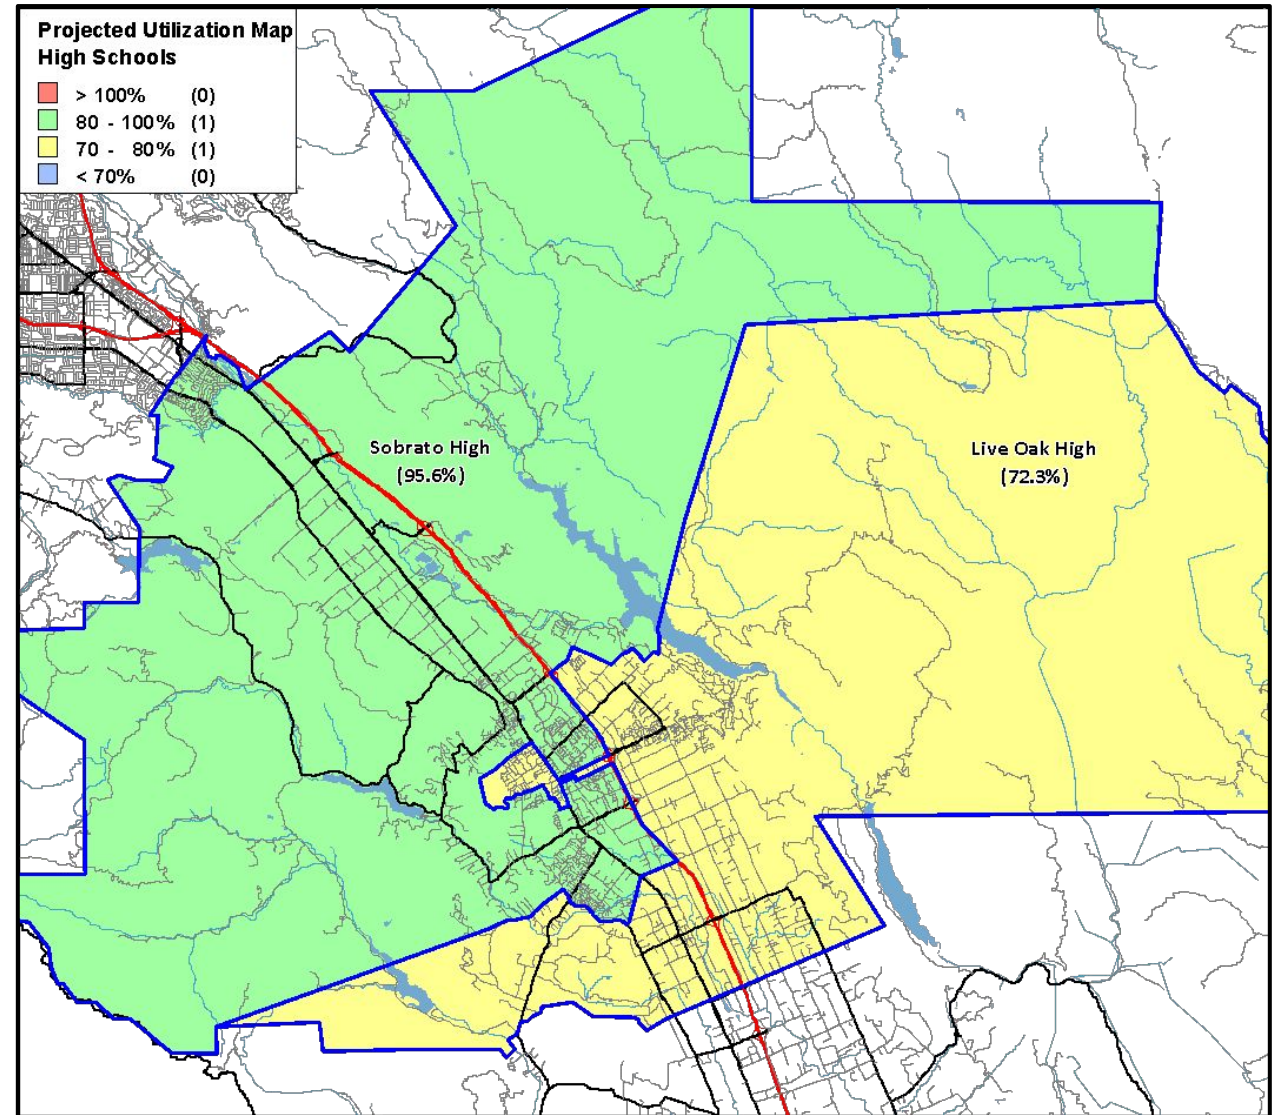 Projected Utilization Map
High Schools
> 100% (0)
80 - 100% (1)
70 - 80% (1)
< 70% (0)
Sobrato High
(95.6%)
Live Oak High
(72.3%)